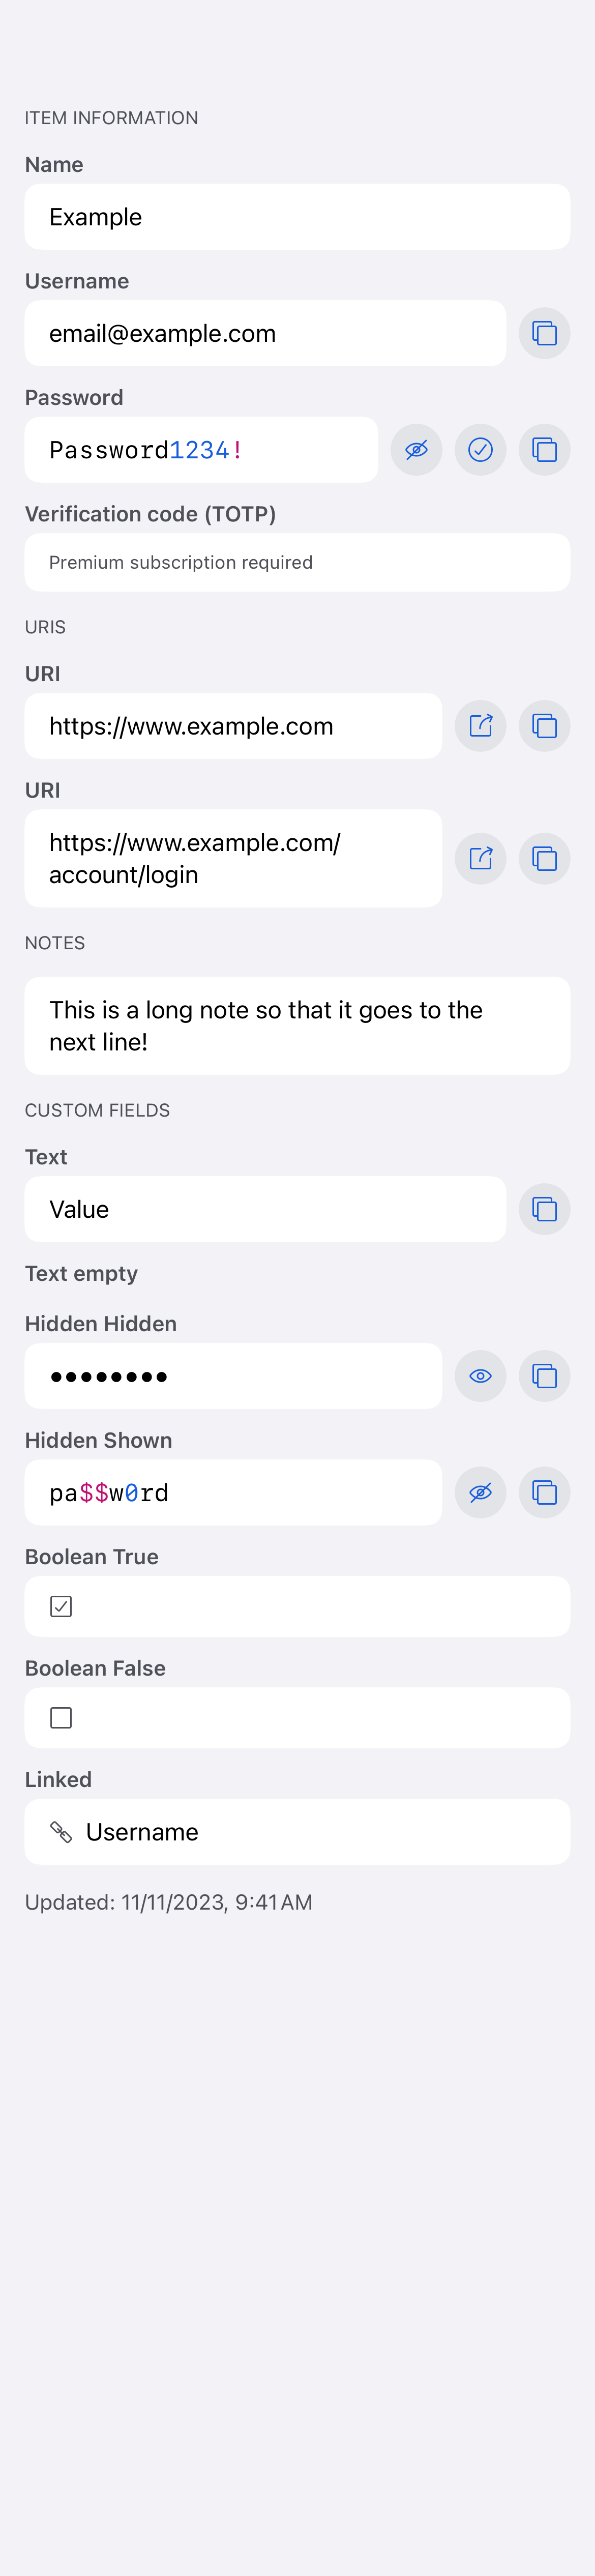 ITEM INFORMATION
Name
Example
Username
email@example.com
Password
Password1234!
Verification code (TOTP)
Premium subscription required
URIS
URI
https://www.example.com
URI
https://www.example.com/
account/login
NOTES
This is a long note so that it goes to the
next line!
CUSTOM FIELDS
Text
Value
Text empty
Hidden Hidden
••••••••
Hidden Shown
pa$$w0rd
Boolean True
Boolean False
Linked
Username
Updated: 11/11/2023, 9:41 AM